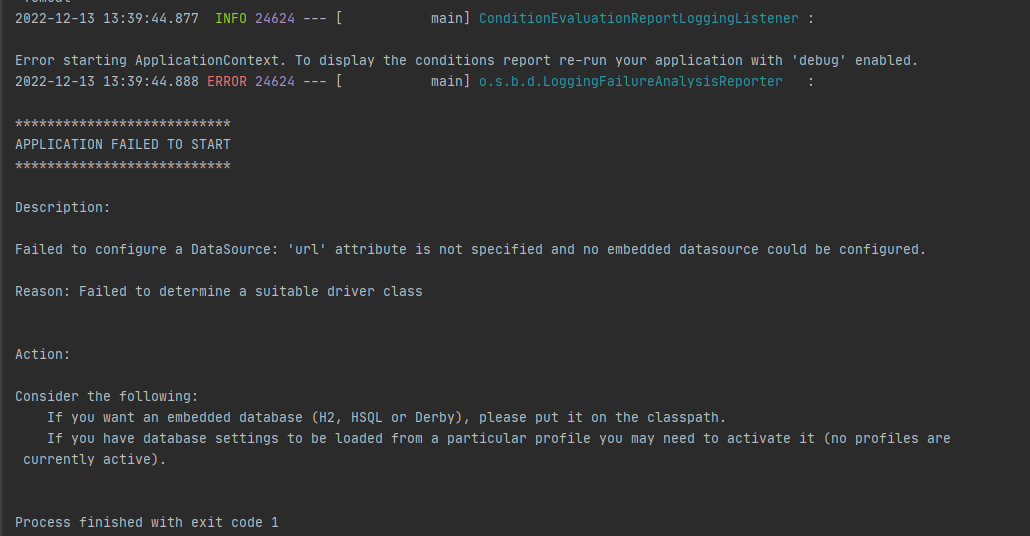 2022-12-13 13:39:44.877  INFO 24624 --- [           main] ConditionEvaluationReportLoggingListener :
Error starting ApplicationContext. To display the conditions report re-run your application with 'debug' enabled.
2022-12-13 13:39:44.888 ERROR 24624 --- [           main] o.s.b.d.LoggingFailureAnalysisReporter   :
***************************
APPLICATION FAILED TO START
***************************
Description:
Failed to configure a DataSource: 'url' attribute is not specified and no embedded datasource could be configured.
Reason: Failed to determine a suitable driver class
Action:
Consider the following:
If you want an embedded database (H2, HSQL or Derby), please put it on the classpath.
If you have database settings to be loaded from a particular profile you may need to activate it (no profiles are
currently active).
Process finished with exit code 1